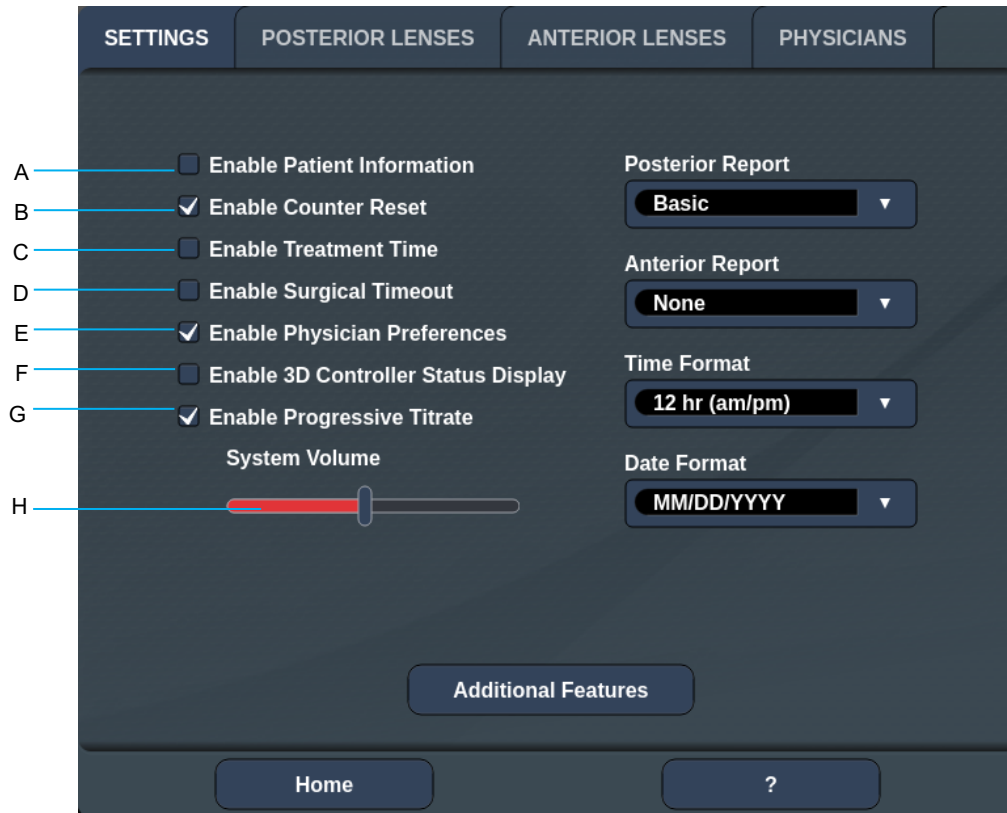 SETTINGS
POSTERIOR LENSES
ANTERIOR LENSES
PHYSICIANS
A
Enable Patient Information
B
Enable Counter Reset
C
Enable Treatment Time
D
Enable Surgical Timeout
E
Enable Physician Preferences
F
Enable 3D Controller Status Display
G
Enable Progressive Titrate
System Volume
H
Posterior Report
Basic
Anterior Report
None
Time Format
12 hr (am/pm)
Date Format
MM/DD/YYYY
Additional Features
Home
?